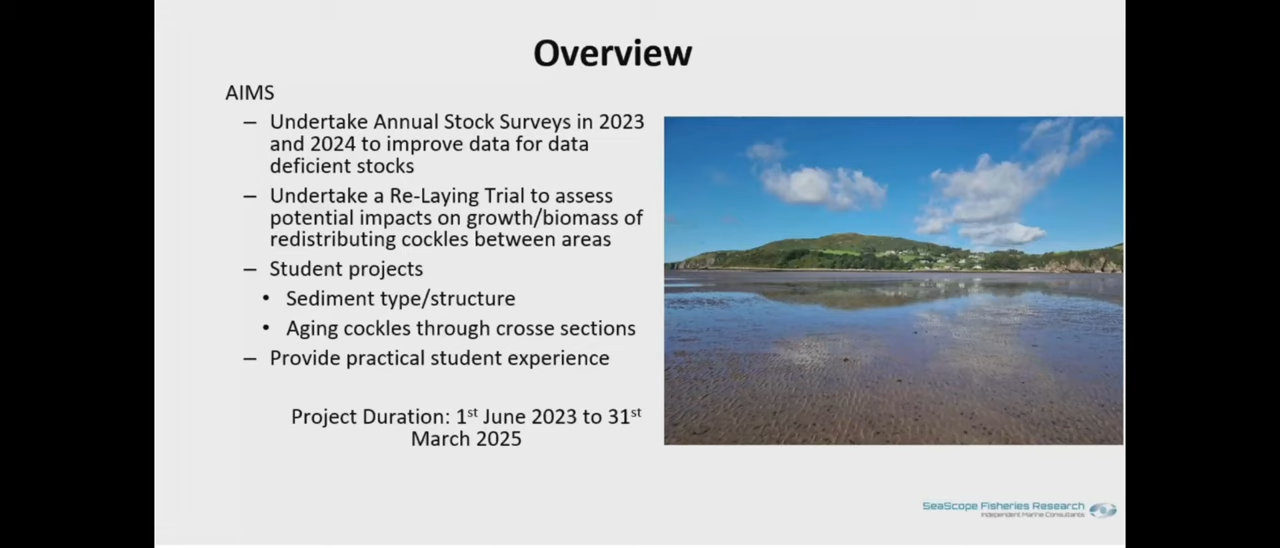 Overview
AIMS
– Undertake Annual Stock Surveys in 2023
and 2024 to improve data for data
deficient stocks
– Undertake a Re-Laying Trial to assess
potential impacts on growth/biomass of
redistributing cockles between areas
– Student projects
• Sediment type/structure
• Aging cockles through crosse sections
– Provide practical student experience
Project Duration: 1st June 2023 to 31st
March 2025
SeaScope Fisheries Research
Independent Marine Consultants